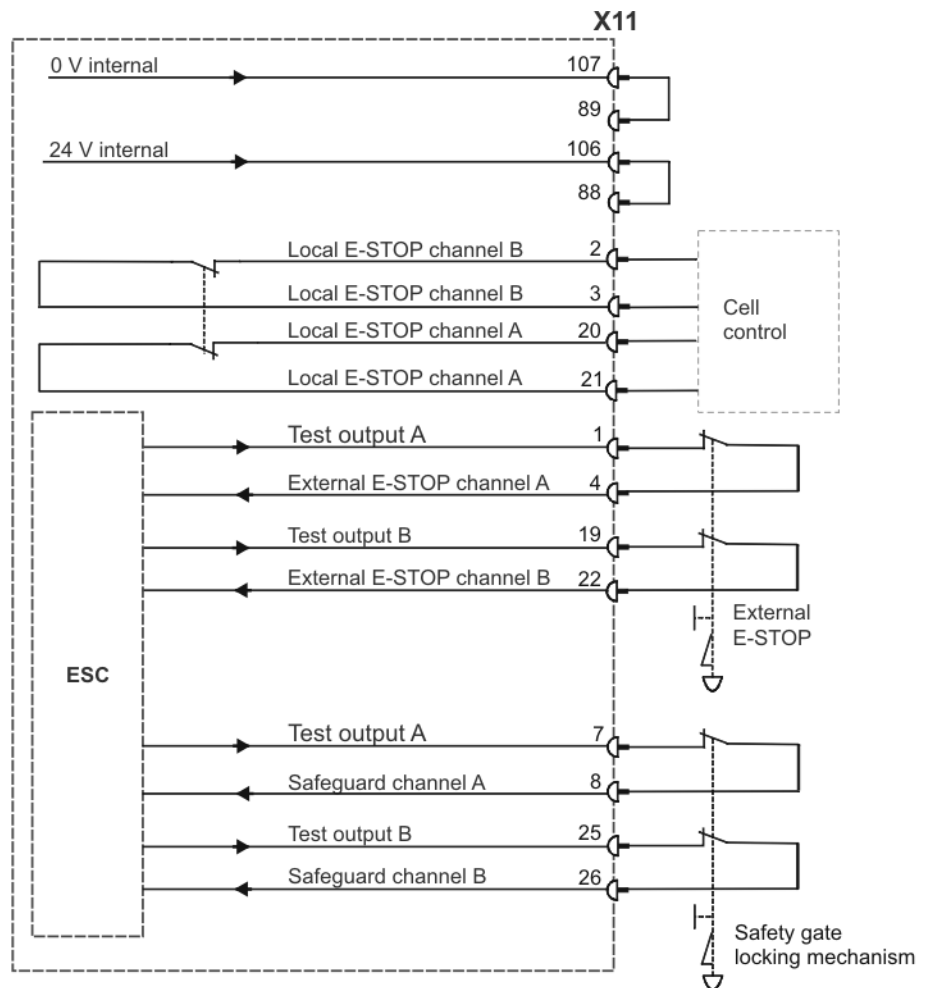 X11
0 V internal 107
89
24 V internal 106
88
Local E-STOP channel B 2
Local E-STOP channel B 3
Local E-STOP channel A 20
Local E-STOP channel A 21
Cell
control
Test output A 1
External E-STOP channel A 4
Test output B 19
External E-STOP channel B 22
External
E-STOP
ESC
Test output A 7
Safeguard channel A 8
Test output B 25
Safeguard channel B 26
Safety gate
locking mechanism